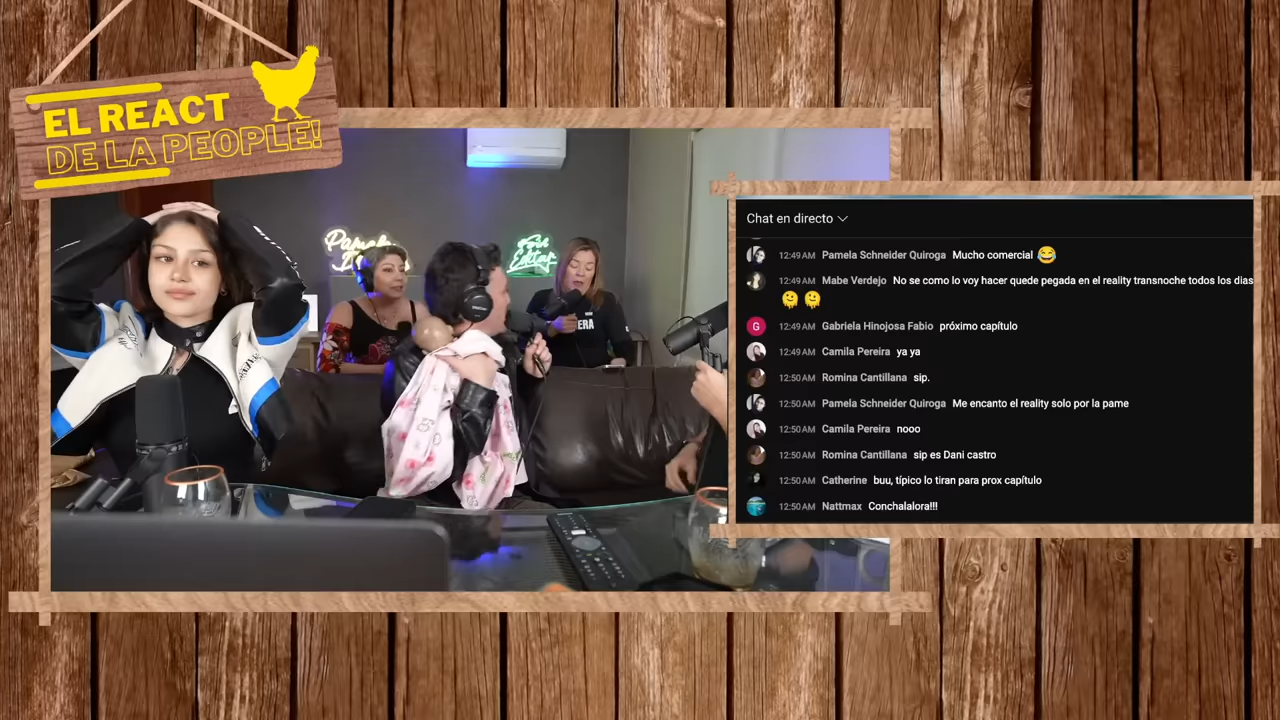 EL REACT
DE LA PEOPLE!
Chat en directo
12:49 AM Pamela Schneider Quiroga Mucho comercial 😂
12:49 AM Mabe Verdejo No se como lo voy hacer quede pegada en el reality transnoche todos los dias
🫠 🫠
G 12:49 AM Gabriela Hinojosa Fabio próximo capítulo
12:49 AM Camila Pereira ya ya
12:50 AM Romina Cantillana sip.
12:50 AM Pamela Schneider Quiroga Me encanto el reality solo por la pame
12:50 AM Camila Pereira nooo
12:50 AM Romina Cantillana sip es Dani castro
12:50 AM Catherine buu, típico lo tiran para prox capítulo
12:50 AM Nattmax Conchalalora!!!
Pamela
ERA